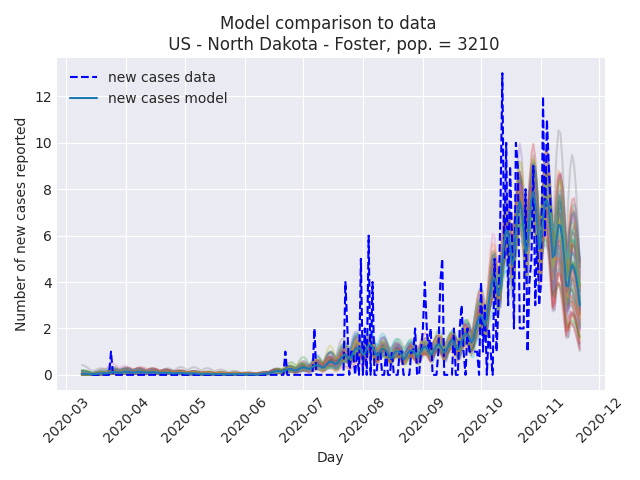 Model comparison to data
US - North Dakota - Foster, pop. = 3210
new cases data
new cases model
Number of new cases reported
12
10
8
6
4
2
0
2020-03
2020-04
2020-05
2020-06
2020-07
2020-08
2020-09
2020-10
2020-11
2020-12
Day